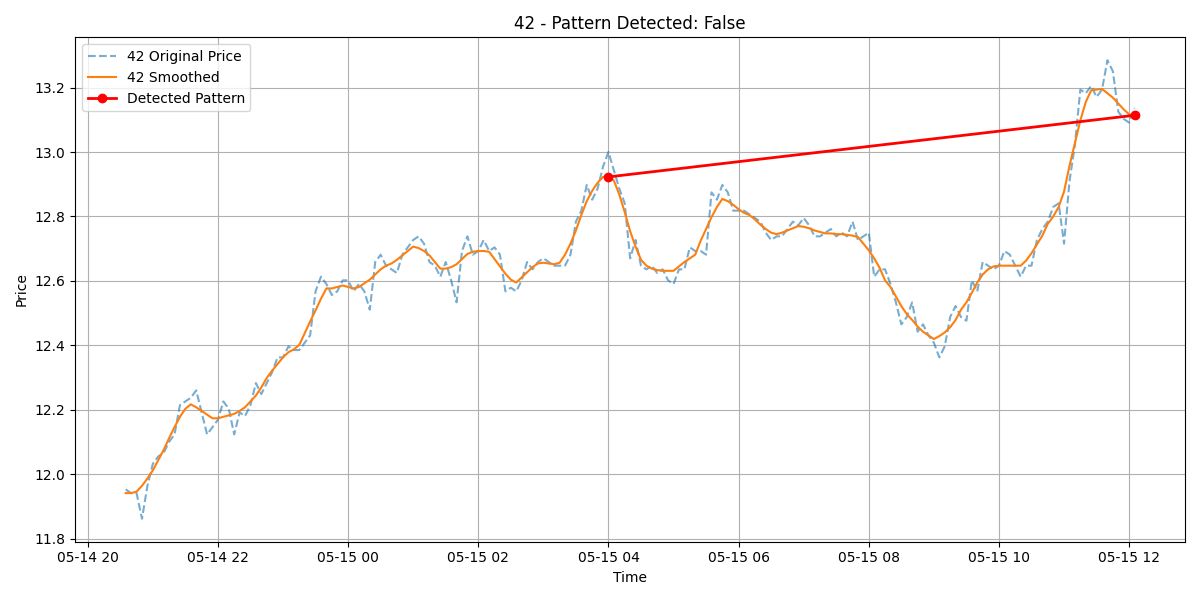 42 - Pattern Detected: False
42 Original Price
42 Smoothed
Detected Pattern
Price
13.2
13.0
12.8
12.6
12.4
12.2
12.0
11.8
05-14 20 05-14 22 05-15 00 05-15 02 05-15 04 05-15 06 05-15 08 05-15 10 05-15 12
Time